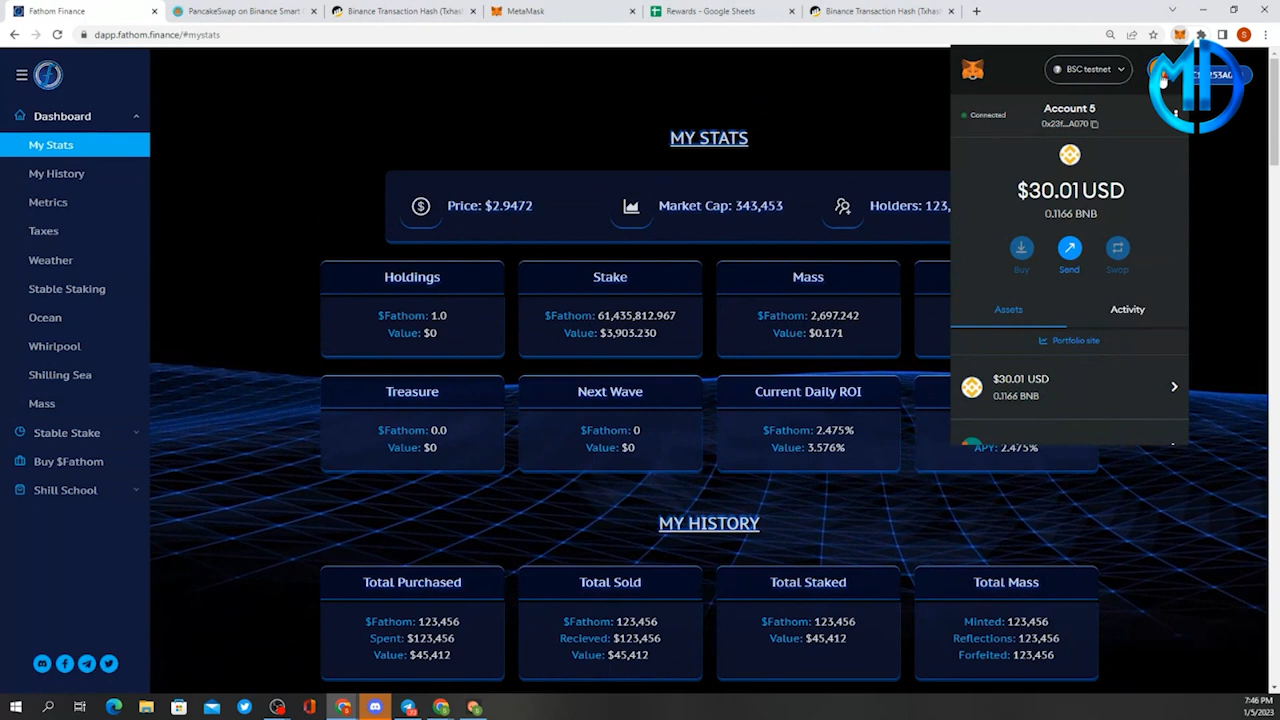 Fathom Finance
PancakeSwap on Binance Smart
Binance Transaction Hash (Txhas
MetaMask
Rewards - Google Sheets
Binance Transaction Hash (Txhas
dapp.fathom.finance/#mystats
S
Dashboard
My Stats
My History
Metrics
Taxes
Weather
Stable Staking
Ocean
Whirlpool
Shilling Sea
Mass
Stable Stake
Buy $Fathom
Shill School
MY STATS
Price: $2.9472
Market Cap: 343,453
Holders: 123,
Holdings
$Fathom: 1.0
Value: $0
Stake
$Fathom: 61,435,812.967
Value: $3,903.230
Mass
$Fathom: 2,697.242
Value: $0.171
Treasure
$Fathom: 0.0
Value: $0
Next Wave
$Fathom: 0
Value: $0
Current Daily ROI
$Fathom: 2.475%
Value: 3.576%
APY: 2.475%
MY HISTORY
Total Purchased
$Fathom: 123,456
Spent: $123,456
Value: $45,412
Total Sold
$Fathom: 123,456
Recieved: $123,456
Value: $45,412
Total Staked
$Fathom: 123,456
Value: $45,412
Total Mass
Minted: 123,456
Reflections: 123,456
Forfeited: 123,456
BSC testnet
Connected
Account 5
0x23f...A070
$30.01 USD
0.1166 BNB
Buy
Send
Swap
Assets
Activity
Portfolio site
$30.01 USD
0.1166 BNB
7:46 PM
1/5/2023